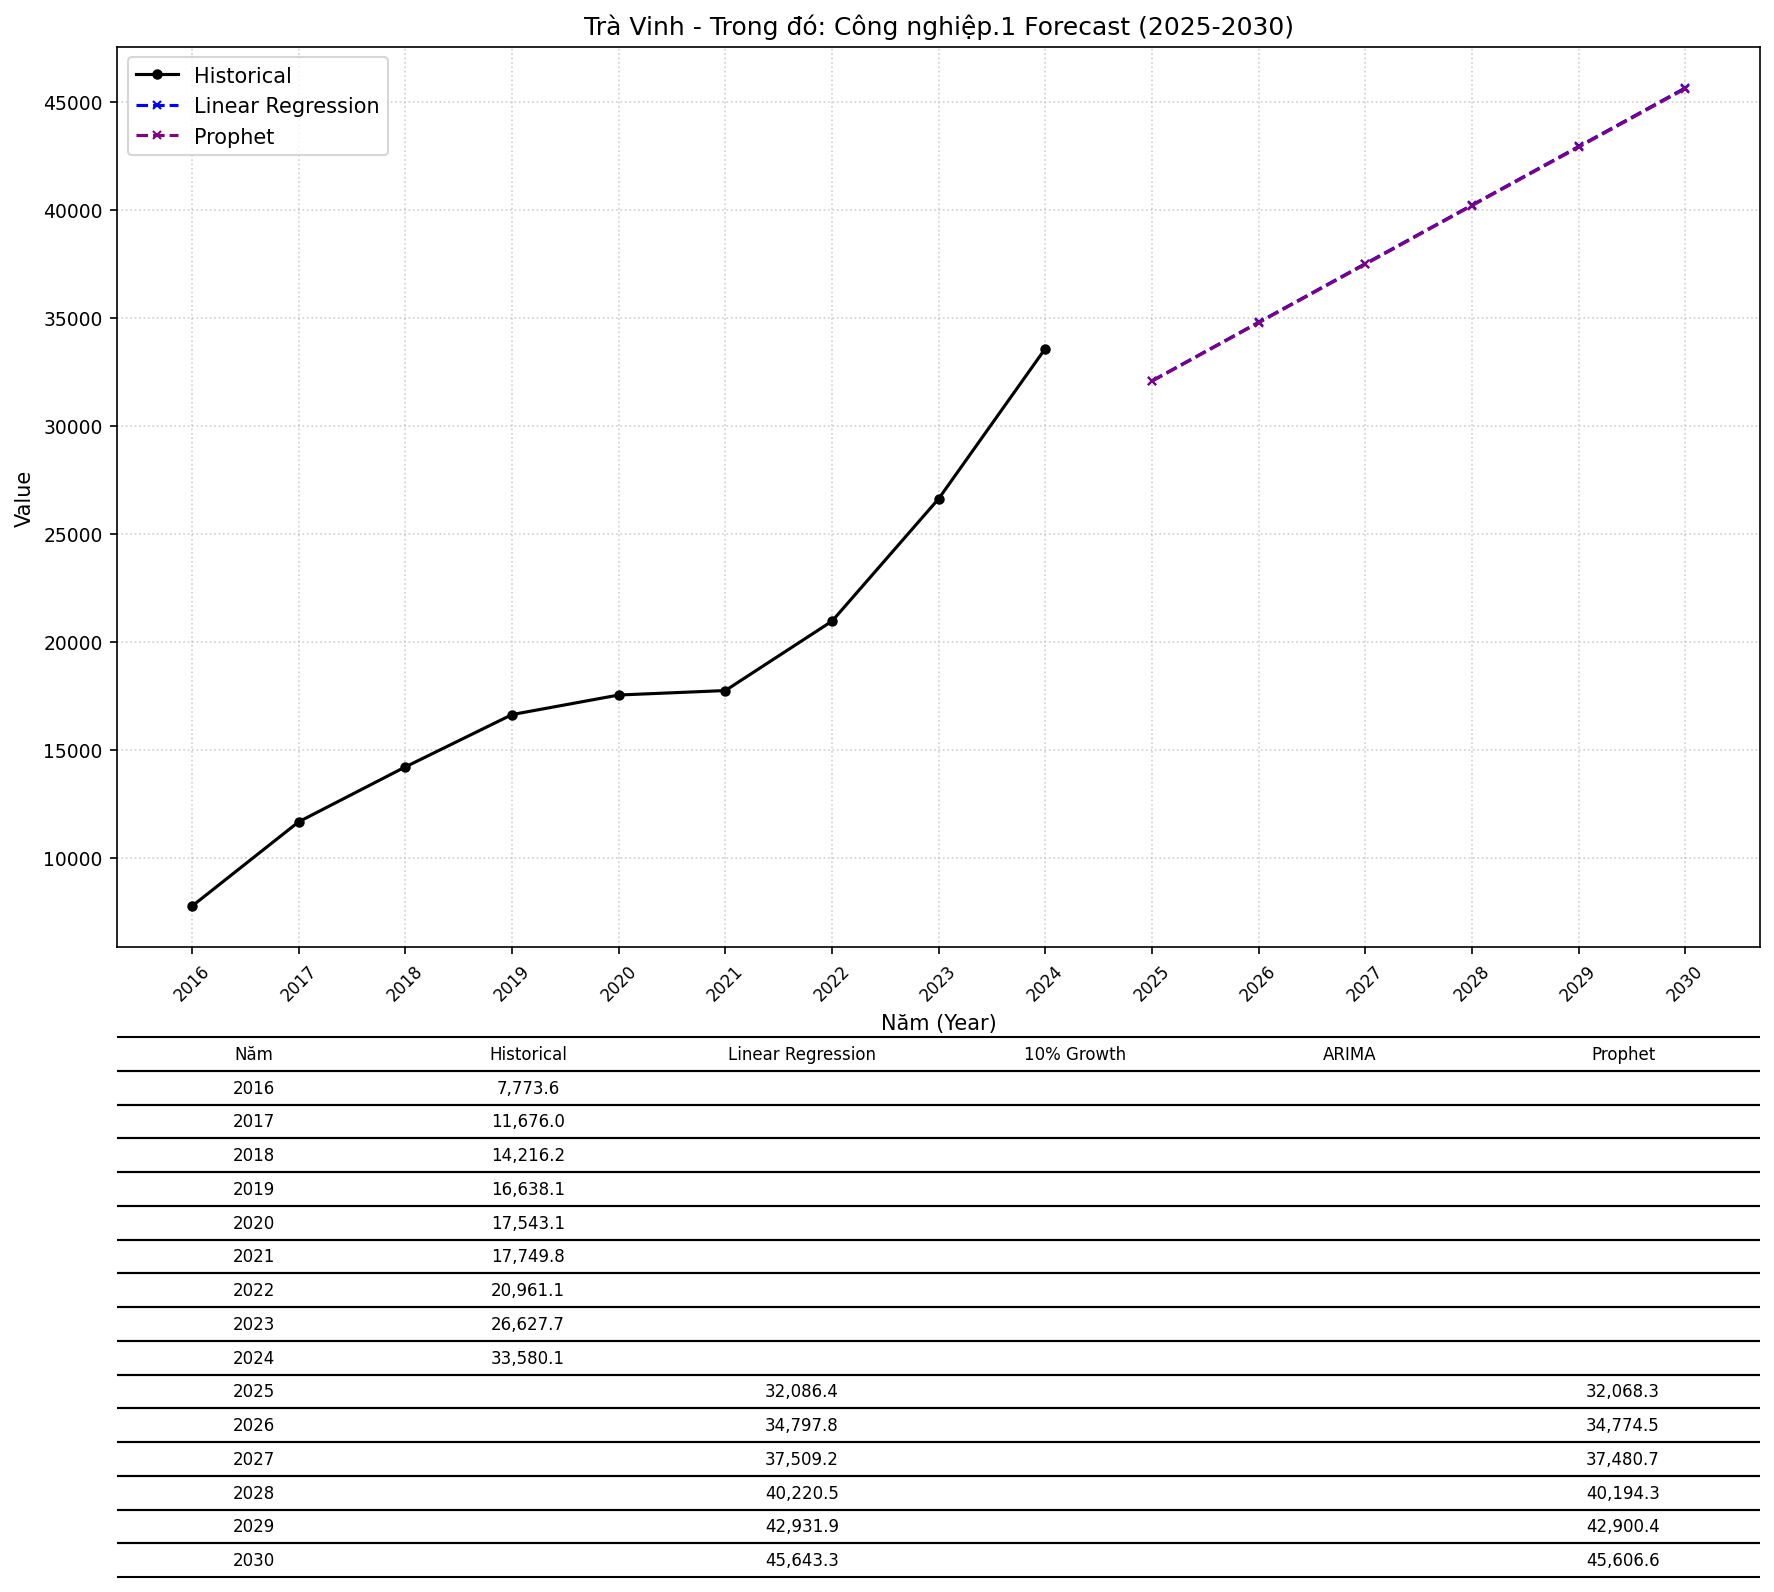 Trà Vinh - Trong đó: Công nghiệp.1 Forecast (2025-2030)
Historical
Linear Regression
Prophet
Value
45000
40000
35000
30000
25000
20000
15000
10000
2016 2017 2018 2019 2020 2021 2022 2023 2024 2025 2026 2027 2028 2029 2030
Năm (Year)
Năm Historical Linear Regression 10% Growth ARIMA Prophet
2016 7,773.6
2017 11,676.0
2018 14,216.2
2019 16,638.1
2020 17,543.1
2021 17,749.8
2022 20,961.1
2023 26,627.7
2024 33,580.1
2025 32,086.4 32,068.3
2026 34,797.8 34,774.5
2027 37,509.2 37,480.7
2028 40,220.5 40,194.3
2029 42,931.9 42,900.4
2030 45,643.3 45,606.6